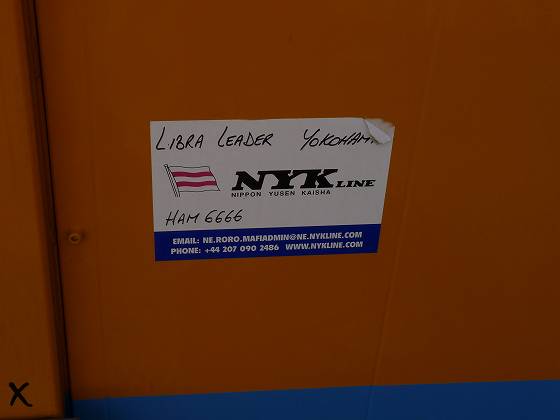 LIBRA LEADER YOKOHAMA
NYK LINE
NIPPON YUSEN KAISHA
HAM 6666
EMAIL: NE.RORO.MAFIADMIN@NE.NYKLINE.COM
PHONE: +44 207 090 2486 WWW.NYKLINE.COM
X